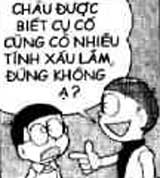 CHÁU ĐƯỢC
BIẾT CỤ CỐ
CŨNG CÓ NHIỀU
TÍNH XẤU LẮM,
ĐÚNG KHÔNG
Ạ?